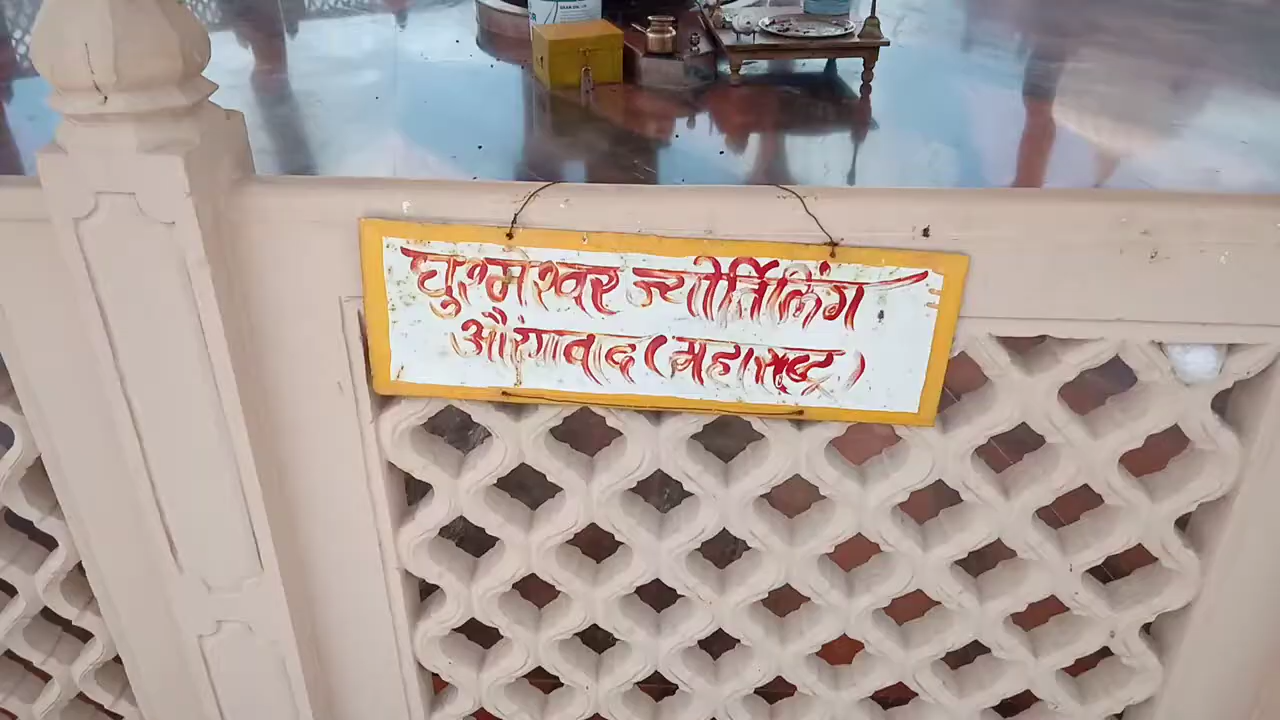 घुश्मेश्वर ज्योर्तिलिंग
औरंगाबाद (महाराष्ट्र)